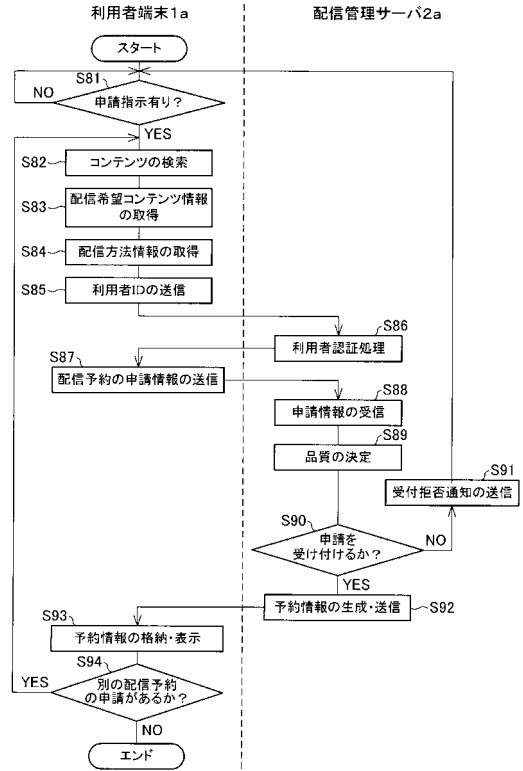 利用者端末1a
配信管理サーバ2a
スタート
S81
申請指示有り?
NO
YES
S82
コンテンツの検索
S83
配信希望コンテンツ情報
の取得
S84
配信方法情報の取得
S85
利用者IDの送信
S86
利用者認証処理
S87
配信予約の申請情報の送信
S88
申請情報の受信
S89
品質の決定
S91
受付拒否通知の送信
S90
申請を
受け付けるか?
NO
YES
予約情報の生成・送信
S92
S93
予約情報の格納・表示
S94
別の配信予約
の申請があるか?
YES
NO
エンド